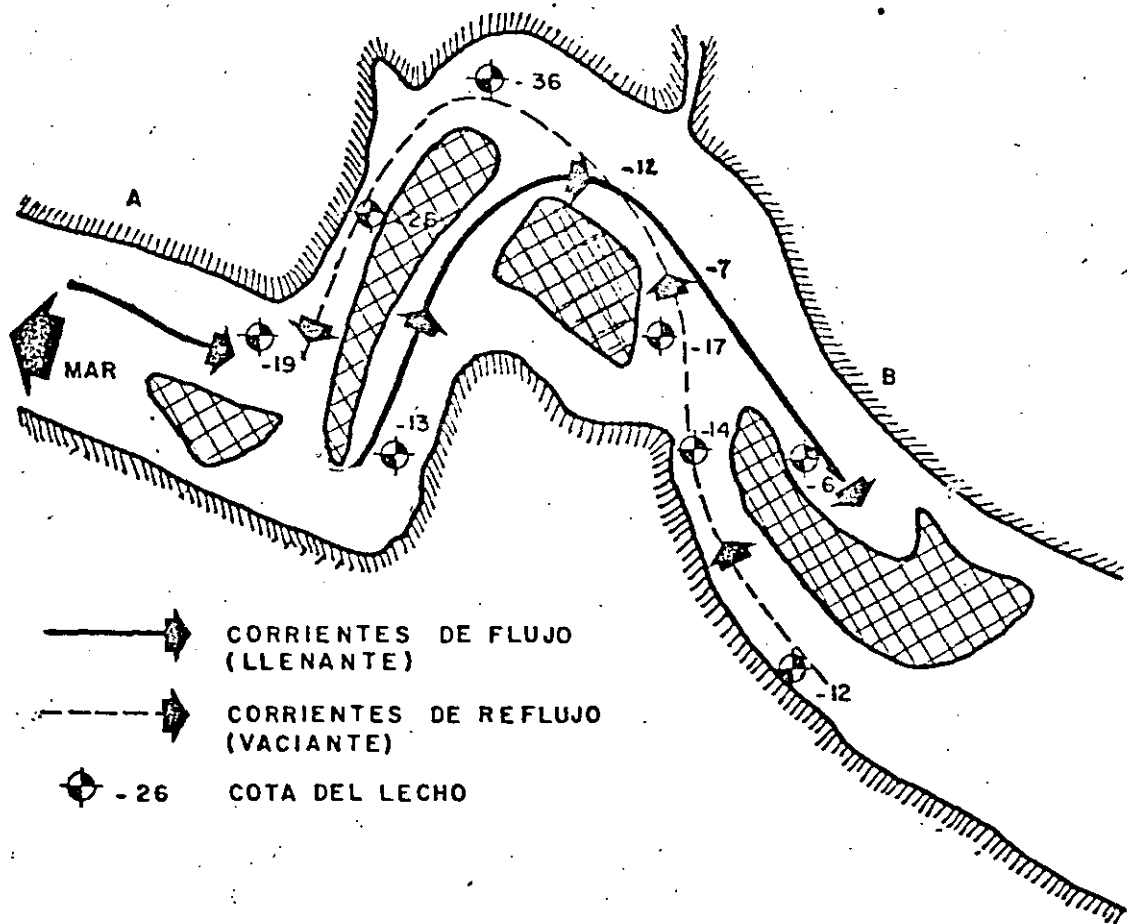 - 36
A
-12
- 26
-7
MAR
-19
-17
B
-13
-14
-6
CORRIENTES DE FLUJO
(LLENANTE)
-12
CORRIENTES DE REFLUJO
(VACIANTE)
- 26 COTA DEL LECHO